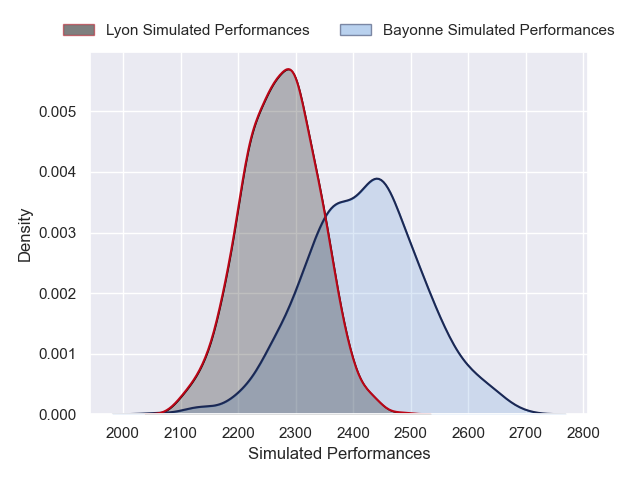 Lyon Simulated Performances Bayonne Simulated Performances
Density
0.005
0.004
0.003
0.002
0.001
0.000
2000 2100 2200 2300 2400 2500 2600 2700 2800
Simulated Performances